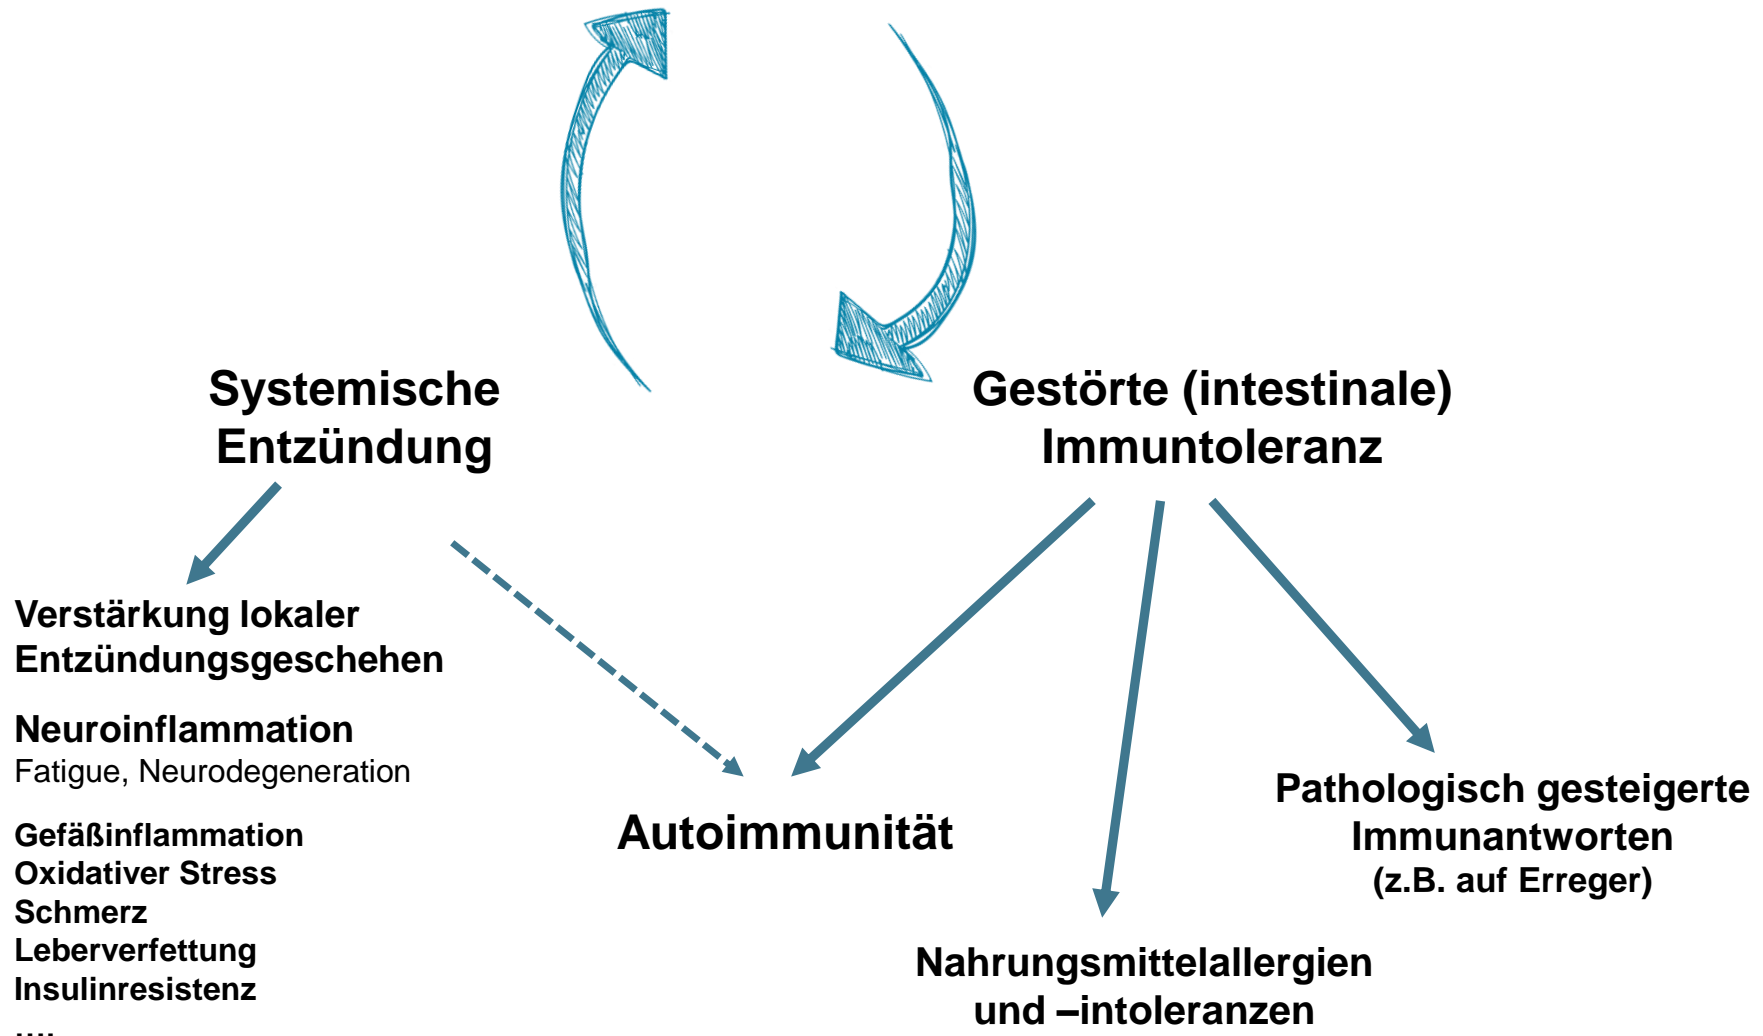 Systemische
Entzündung
Gestörte (intestinale)
Immuntoleranz
Verstärkung lokaler
Entzündungsgeschehen
Neuroinflammation
Fatigue, Neurodegeneration
Gefäßinflammation
Oxidativer Stress
Schmerz
Leberverfettung
Insulinresistenz
....
Autoimmunität
Nahrungsmittelallergien
und –intoleranzen
Pathologisch gesteigerte
Immunantworten
(z.B. auf Erreger)